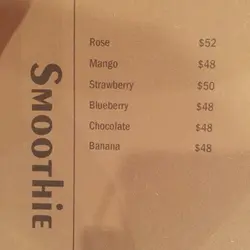 SMOOTHIE
Rose $52
Mango $48
Strawberry $50
Blueberry $48
Chocolate $48
Banana $48